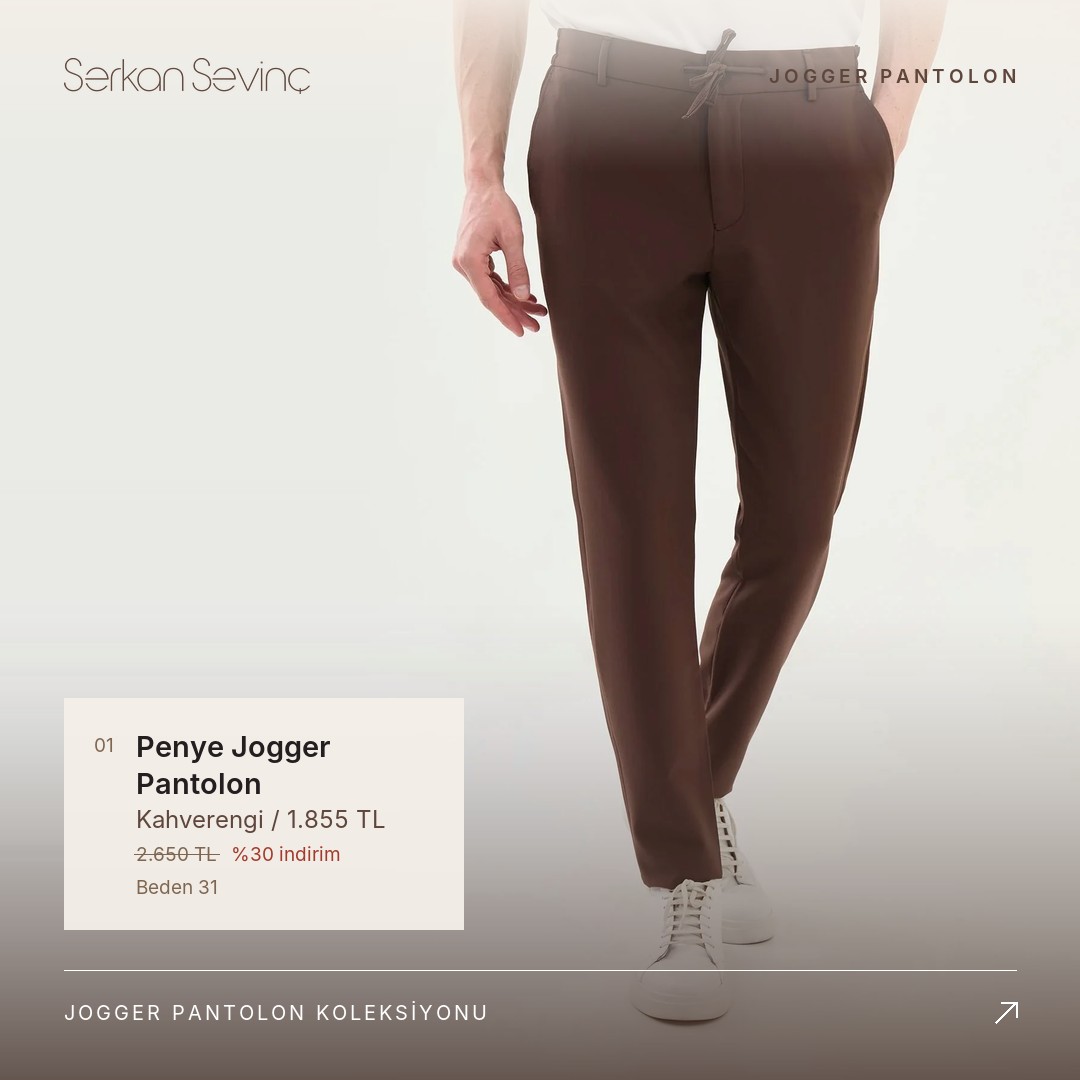 Serkan Sevinç
JOGGER PANTOLON
01
Penye Jogger
Pantolon
Kahverengi / 1.855 TL
2.650 TL %30 indirim
Beden 31
JOGGER PANTOLON KOLEKSİYONU